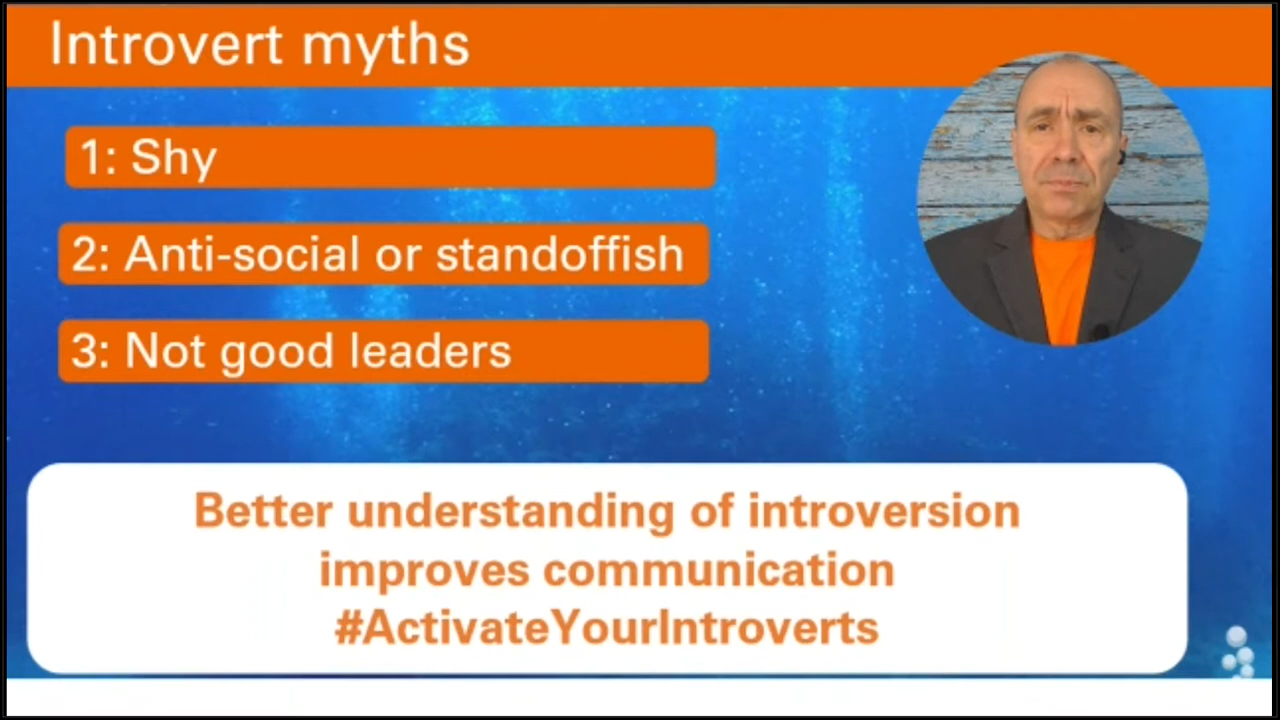 Introvert myths
1: Shy
2: Anti-social or standoffish
3: Not good leaders
Better understanding of introversion
improves communication
#ActivateYourIntroverts